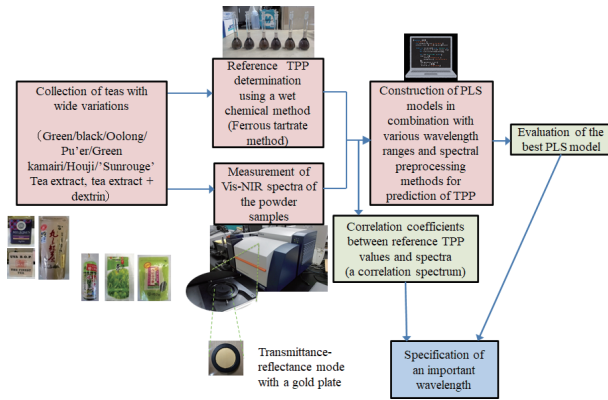 Collection of teas with
wide variations
（Green/black/Oolong/
Pu'er/Green
kamairi/Houji/'Sunrouge'
Tea extract, tea extract +
dextrin）
Reference TPP
determination
using a wet
chemical method
(Ferrous tartrate
method)
Measurement of
Vis-NIR spectra of
the powder
samples
Construction of PLS
models in
combination with
various wavelength
ranges and spectral
preprocessing
methods for
prediction of TPP
Evaluation of the
best PLS model
Correlation coefficients
between reference TPP
values and spectra
(a correlation spectrum)
Transmittance-
reflectance mode
with a gold plate
Specification of
an important
wavelength